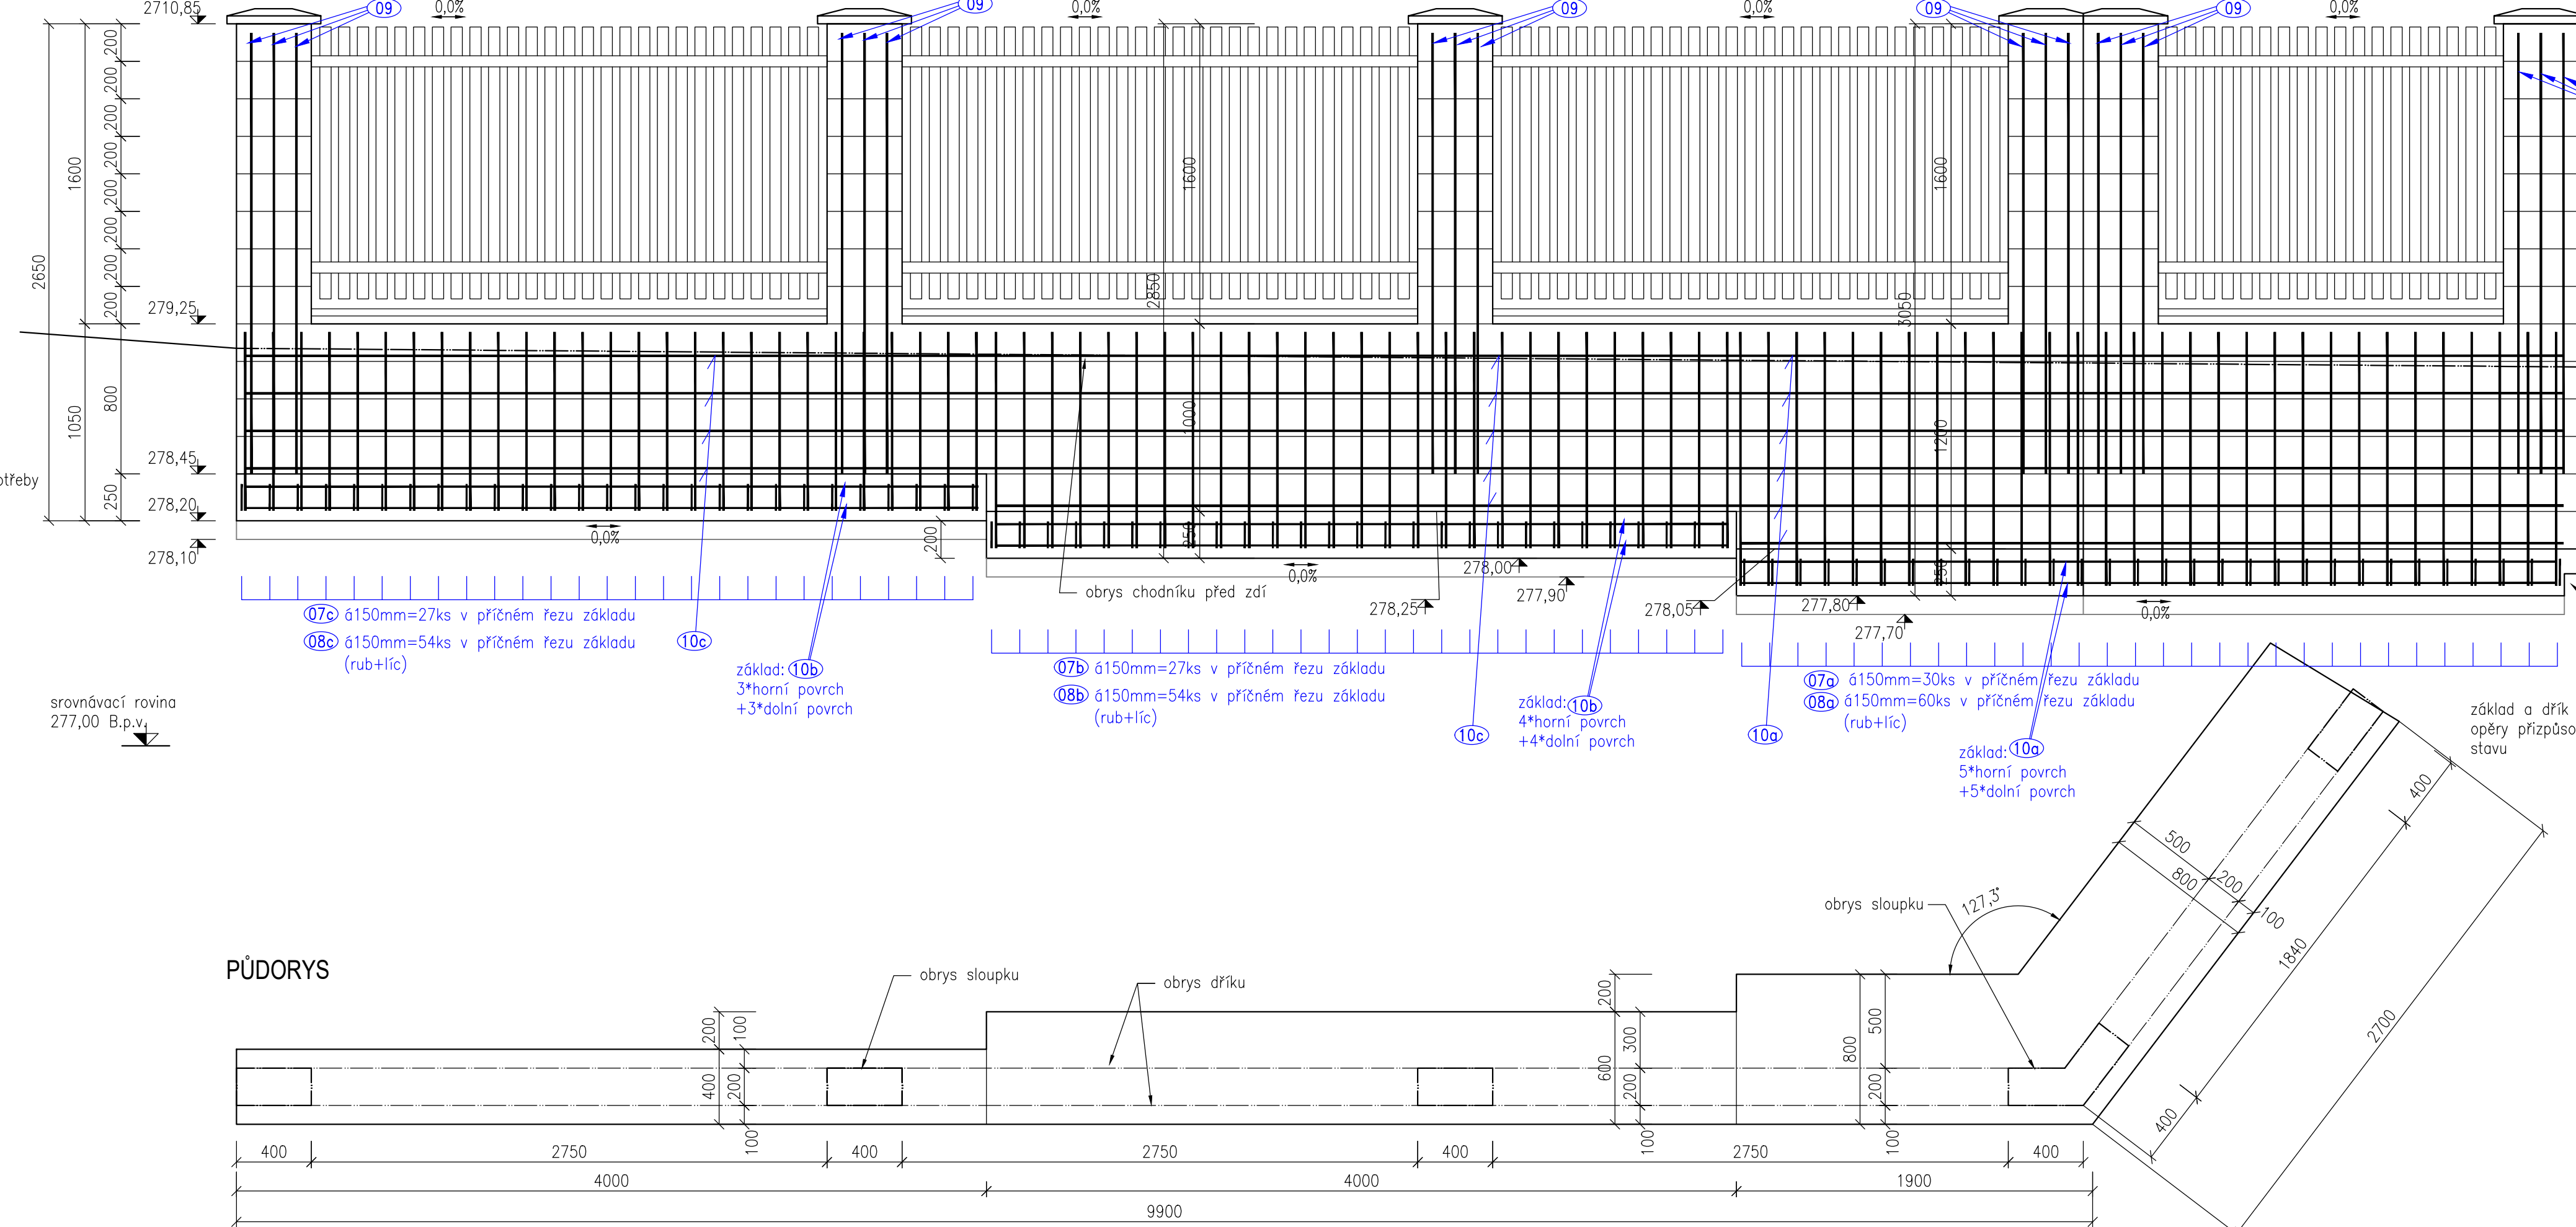 2710,85
09
0,0%
09
0,0%
09
0,0%
09
09
0,0%
200
200
200
200
200
200
200
200
1600
2650
1600
2850
1600
3050
279,25
800
1050
1000
1200
278,45
otřeby
250
278,20
278,10
0,0%
200
250
0,0%
278,00
277,90
250
277,80
0,0%
277,70
obrys chodníku před zdí
278,25
278,05
07c á150mm=27ks v příčném řezu základu
08c á150mm=54ks v příčném řezu základu
(rub+líc)
10c
základ: 10b
3*horní povrch
+3*dolní povrch
07b á150mm=27ks v příčném řezu základu
08b á150mm=54ks v příčném řezu základu
(rub+líc)
10c
základ: 10b
4*horní povrch
+4*dolní povrch
10a
07a á150mm=30ks v příčném řezu základu
08a á150mm=60ks v příčném řezu základu
(rub+líc)
základ: 10a
5*horní povrch
+5*dolní povrch
srovnávací rovina
277,00 B.p.v.
základ a dřík
opěry přizpůso
stavu
PŮDORYS
obrys sloupku
obrys dříku
obrys sloupku
127,3°
500
800
200
100
400
1840
2700
400
200
100
400
200
100
200
300
600
200
100
800
500
200
100
400
2750
400
2750
400
2750
400
4000
4000
1900
9900